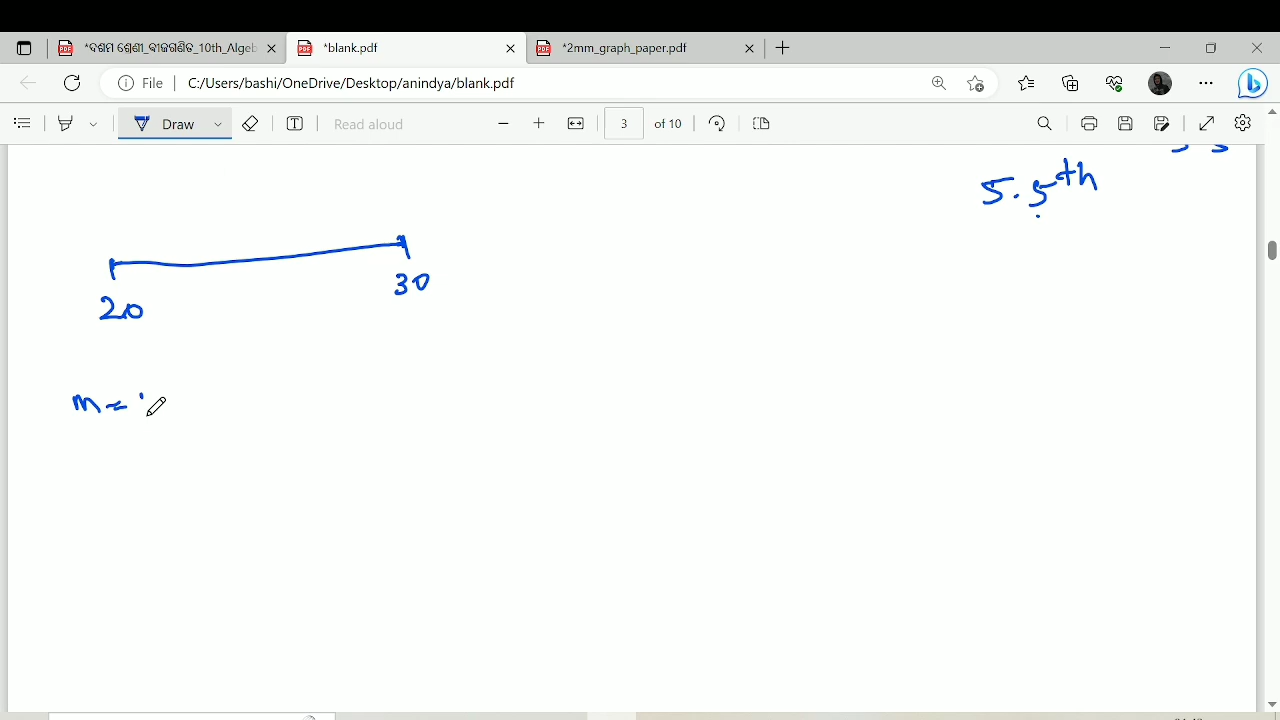 *ଦଶମ ଶ୍ରେଣୀ_ବୀଜଗଣିତ_10th_Algeb
*blank.pdf
*2mm_graph_paper.pdf
File
C:/Users/bashi/OneDrive/Desktop/anindya/blank.pdf
Draw
Read aloud
3 of 10
5.5th
20 30
m =